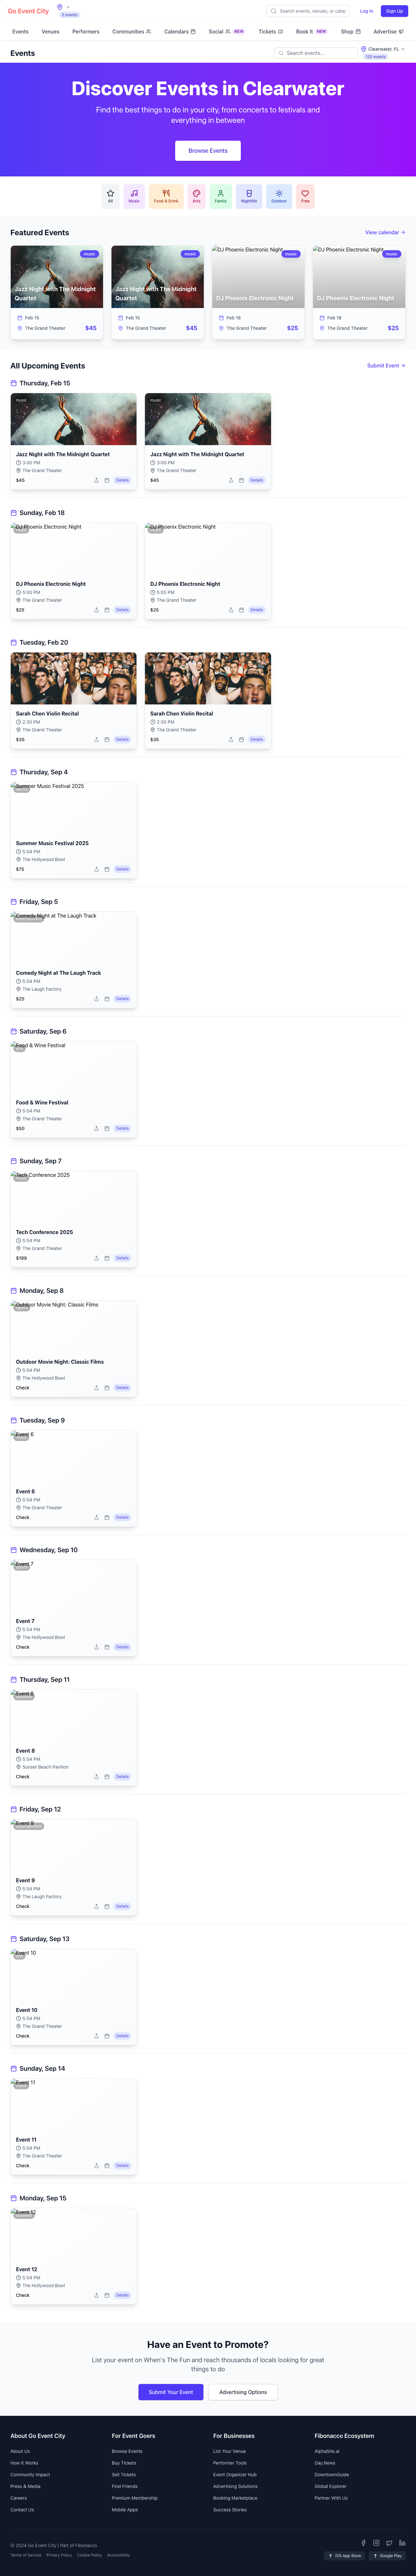 Go Event City
0 events
Search events, venues, or categ
Log In
Sign Up
Events
Venues
Performers
Communities
Calendars
Social
NEW
Tickets
Book It
NEW
Shop
Advertise
Events
Search events...
Clearwater, FL
120 events
Discover Events in Clearwater
Find the best things to do in your city, from concerts to festivals and
everything in between
Browse Events
All
Music
Food & Drink
Arts
Family
Nightlife
Outdoor
Free
Featured Events
View calendar
music
Jazz Night with The Midnight
Quartet
Feb 15
The Grand Theater
$45
music
Jazz Night with The Midnight
Quartet
Feb 15
The Grand Theater
$45
DJ Phoenix Electronic Night
music
DJ Phoenix Electronic Night
Feb 18
The Grand Theater
$25
DJ Phoenix Electronic Night
music
DJ Phoenix Electronic Night
Feb 18
The Grand Theater
$25
All Upcoming Events
Submit Event
Thursday, Feb 15
music
Jazz Night with The Midnight Quartet
3:00 PM
The Grand Theater
$45
Details
music
Jazz Night with The Midnight Quartet
3:00 PM
The Grand Theater
$45
Details
Sunday, Feb 18
DJ Phoenix Electronic Night
DJ Phoenix Electronic Night
5:00 PM
The Grand Theater
$25
Details
DJ Phoenix Electronic Night
DJ Phoenix Electronic Night
5:00 PM
The Grand Theater
$25
Details
Tuesday, Feb 20
Sarah Chen Violin Recital
2:30 PM
The Grand Theater
$35
Details
Sarah Chen Violin Recital
2:30 PM
The Grand Theater
$35
Details
Thursday, Sep 4
Summer Music Festival 2025
Summer Music Festival 2025
5:54 PM
The Hollywood Bowl
$75
Details
Friday, Sep 5
Comedy Night at The Laugh Track
Comedy Night at The Laugh Track
5:54 PM
The Laugh Factory
$25
Details
Saturday, Sep 6
Food & Wine Festival
Food & Wine Festival
5:54 PM
The Grand Theater
$50
Details
Sunday, Sep 7
Tech Conference 2025
Tech Conference 2025
5:54 PM
The Grand Theater
$199
Details
Monday, Sep 8
Outdoor Movie Night: Classic Films
Outdoor Movie Night: Classic Films
5:54 PM
The Hollywood Bowl
Check
Details
Tuesday, Sep 9
Event 6
Event 6
5:54 PM
The Grand Theater
Check
Details
Wednesday, Sep 10
Event 7
Event 7
5:54 PM
The Hollywood Bowl
Check
Details
Thursday, Sep 11
Event 8
Event 8
5:54 PM
Sunset Beach Pavilion
Check
Details
Friday, Sep 12
Event 9
Event 9
5:54 PM
The Laugh Factory
Check
Details
Saturday, Sep 13
Event 10
Event 10
5:54 PM
The Grand Theater
Check
Details
Sunday, Sep 14
Event 11
Event 11
5:54 PM
The Grand Theater
Check
Details
Monday, Sep 15
Event 12
Event 12
5:54 PM
The Hollywood Bowl
Check
Details
Have an Event to Promote?
List your event on When's The Fun and reach thousands of locals looking for great
things to do
Submit Your Event
Advertising Options
About Go Event City
About Us
How It Works
Community Impact
Press & Media
Careers
Contact Us
For Event Goers
Browse Events
Buy Tickets
Sell Tickets
Find Friends
Premium Membership
Mobile Apps
For Businesses
List Your Venue
Performer Tools
Event Organizer Hub
Advertising Solutions
Booking Marketplace
Success Stories
Fibonacco Ecosystem
AlphaSite.ai
Day.News
DowntownGuide
Global Explorer
Partner With Us
© 2024 Go Event City | Part of Fibonacco
Terms of Service
Privacy Policy
Cookie Policy
Accessibility
iOS App Store
Google Play